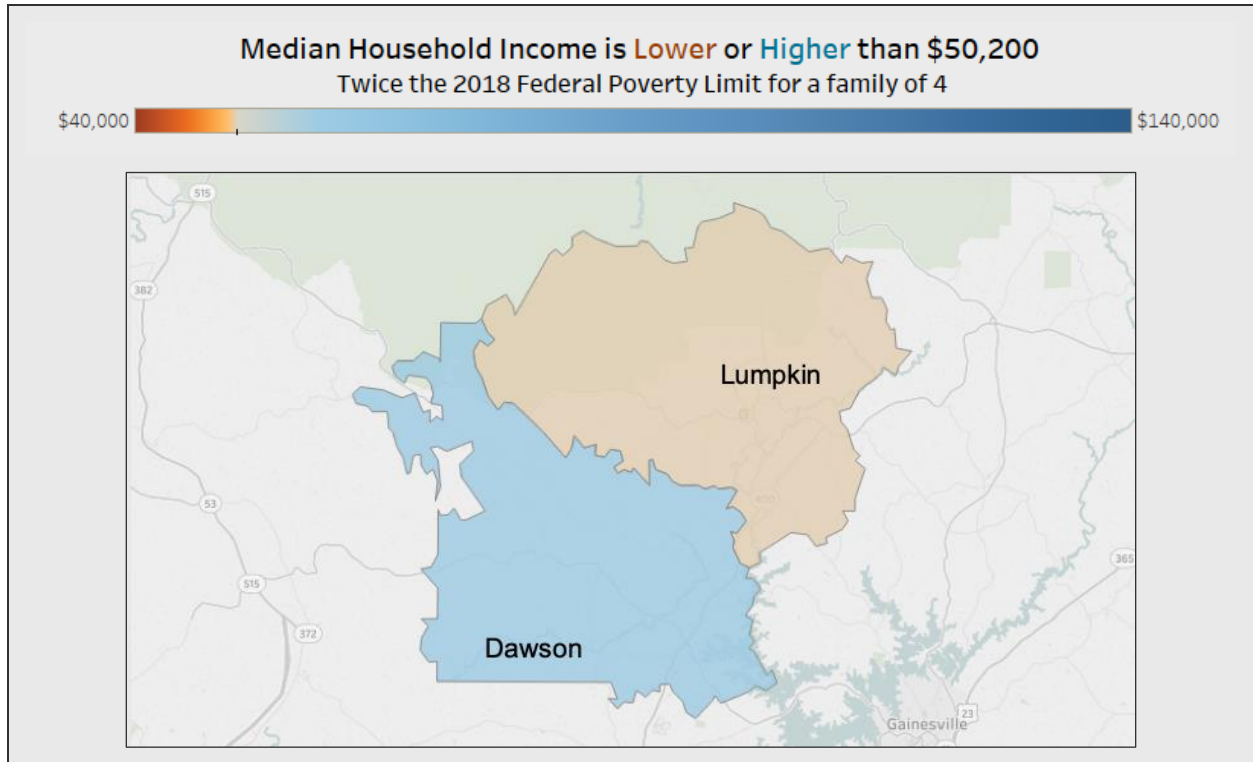 Median Household Income is Lower or Higher than $50,200
Twice the 2018 Federal Poverty Limit for a family of 4
$40,000
$140,000
515
382
Lumpkin
53
365
515
372
Dawson
23
Gainesville